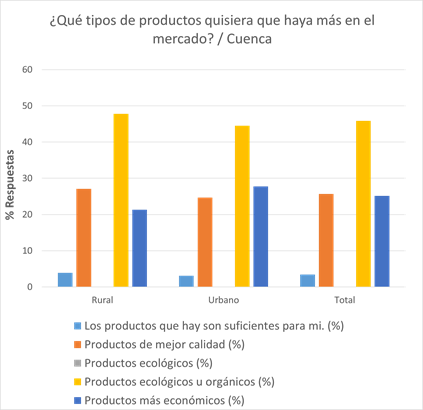 ¿Qué tipos de productos quisiera que haya más en el
mercado? / Cuenca
% Respuestas
60
50
40
30
20
10
0
Rural
Urbano
Total
Los productos que hay son suficientes para mi. (%)
Productos de mejor calidad (%)
Productos ecológicos (%)
Productos ecológicos u orgánicos (%)
Productos más económicos (%)